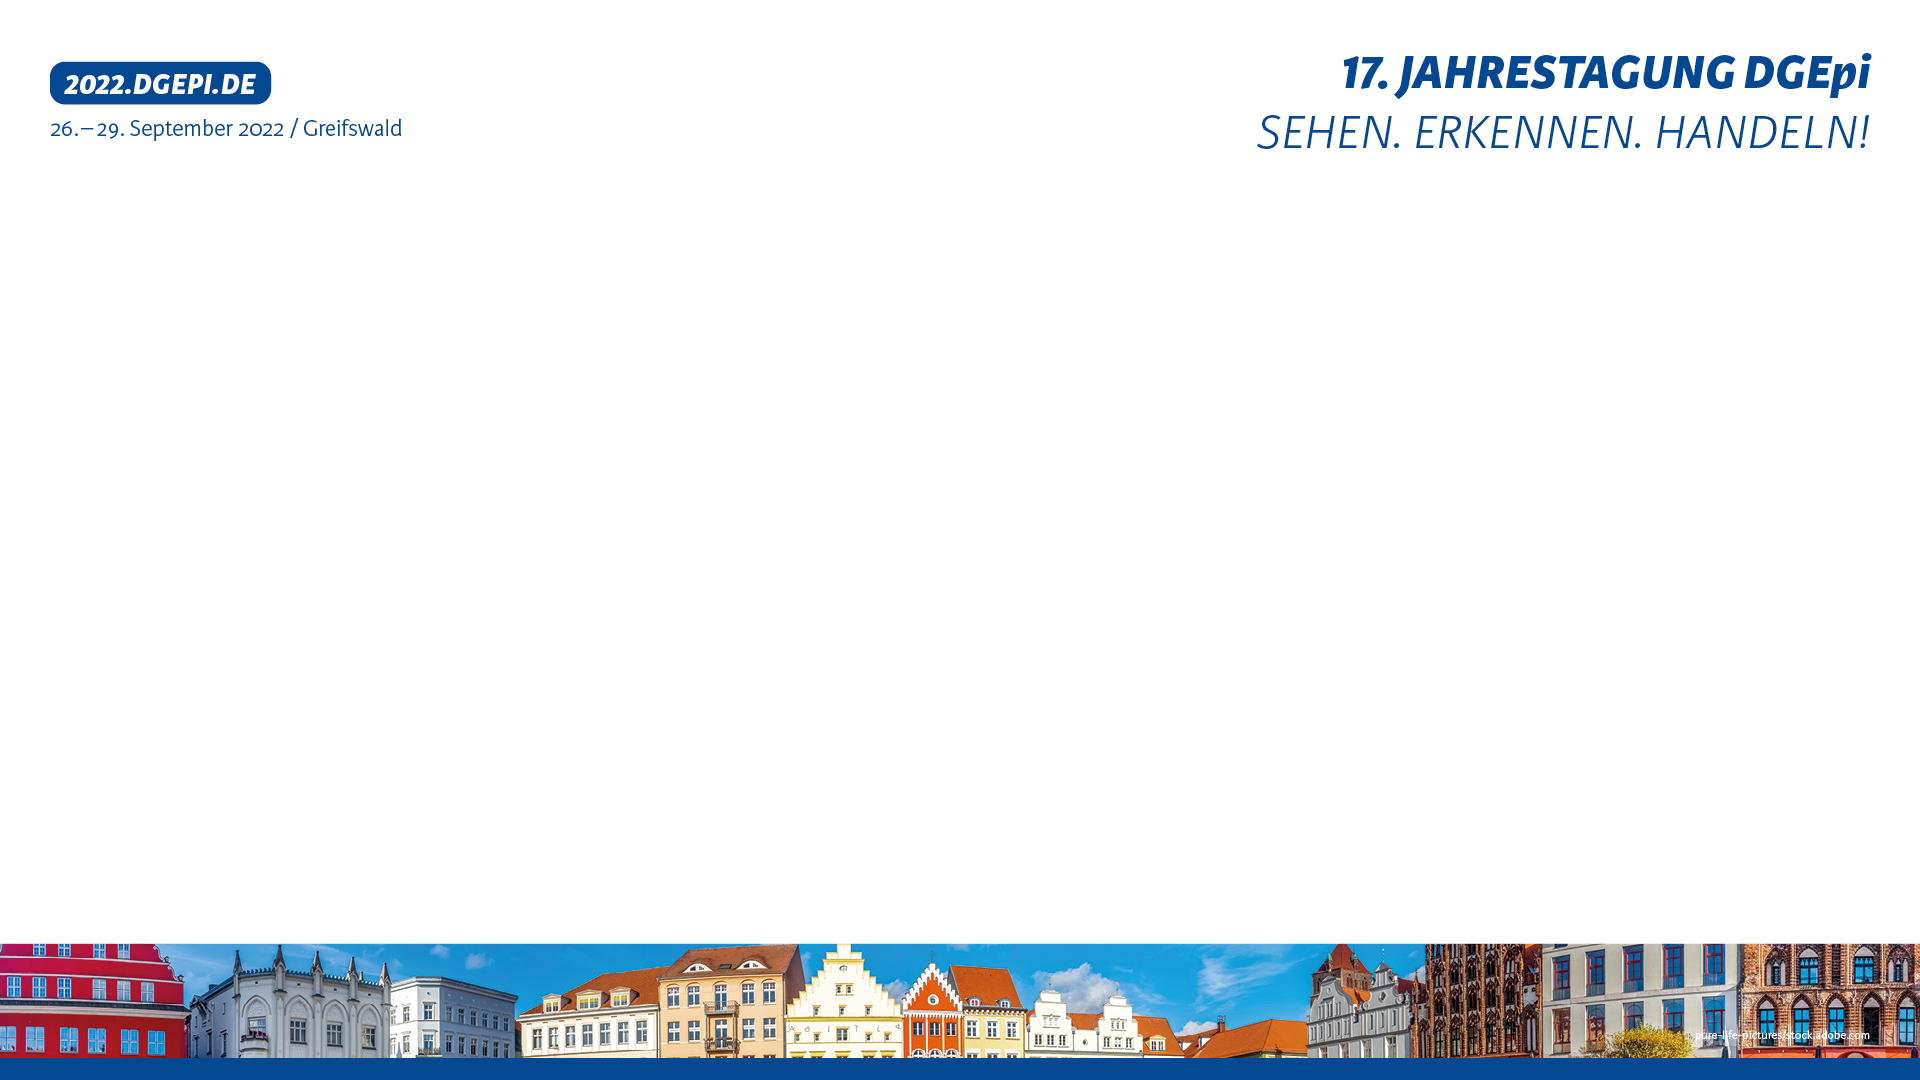 2022.DGEPI.DE
26.–29. September 2022 / Greifswald
17. JAHRESTAGUNG DGEpi
SEHEN. ERKENNEN. HANDELN!
pure-life-pictures/stock.adobe.com